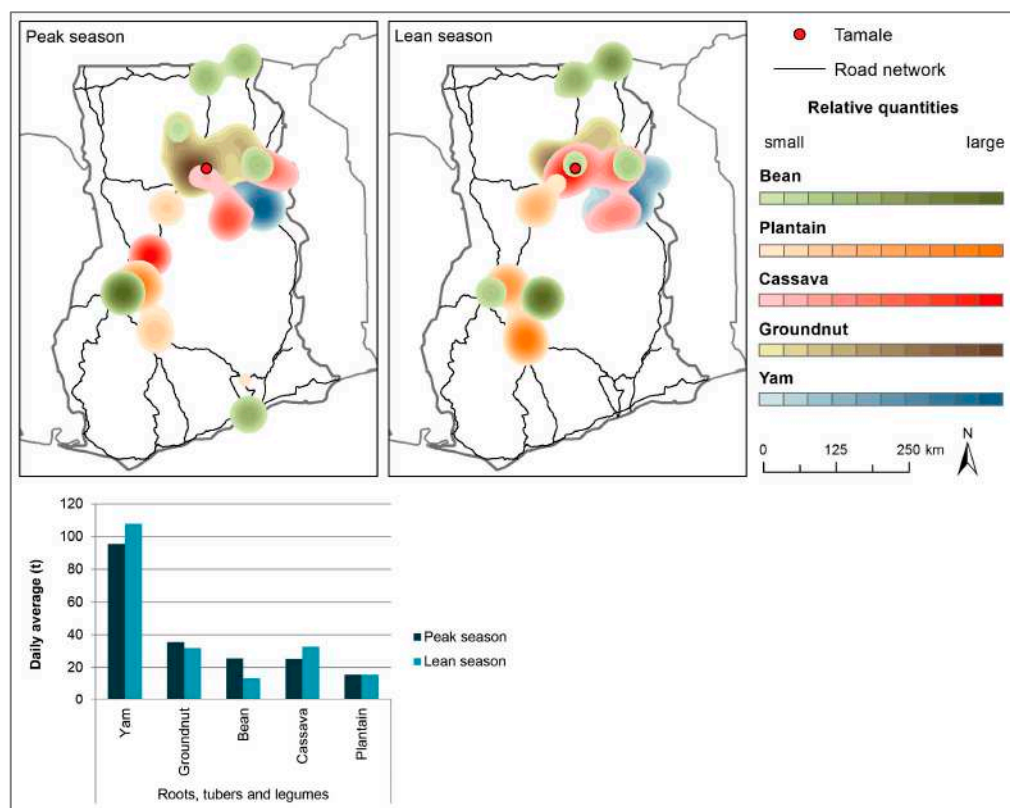 Peak season
Lean season
Tamale
Road network
Relative quantities
small large
Bean
Plantain
Cassava
Groundnut
Yam
0 125 250 km
N
120
100
80
60
40
20
0
Daily average (t)
Yam
Groundnut
Bean
Cassava
Plantain
Roots, tubers and legumes
Peak season
Lean season